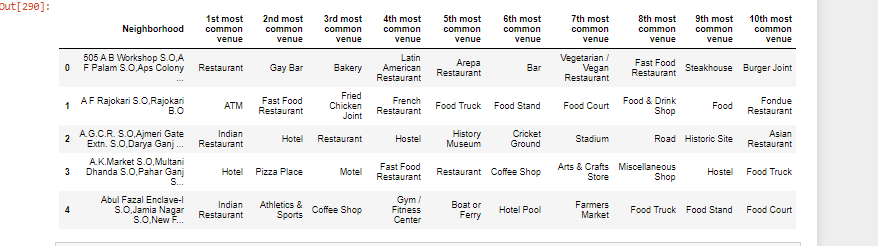 Out[290]:
Neighborhood 1st most common venue 2nd most common venue 3rd most common venue 4th most common venue 5th most common venue 6th most common venue 7th most common venue 8th most common venue 9th most common venue 10th most common venue
0 505 A B Workshop S.O,A F Palam S.O,Aps Colony ... Restaurant Gay Bar Bakery Latin American Restaurant Arepa Restaurant Bar Vegetarian / Vegan Restaurant Fast Food Restaurant Steakhouse Burger Joint
1 A F Rajokari S.O,Rajokari B.O ATM Fast Food Restaurant Fried Chicken Joint French Restaurant Food Truck Food Stand Food Court Food & Drink Shop Food Fondue Restaurant
2 A.G.C.R. S.O,Ajmeri Gate Extn. S.O,Darya Ganj ... Indian Restaurant Hotel Restaurant Hostel History Museum Cricket Ground Stadium Road Historic Site Asian Restaurant
3 A.K.Market S.O,Multani Dhanda S.O,Pahar Ganj S... Hotel Pizza Place Motel Fast Food Restaurant Restaurant Coffee Shop Arts & Crafts Store Miscellaneous Shop Hostel Food Truck
4 Abul Fazal Enclave-I S.O,Jamia Nagar S.O,New F... Indian Restaurant Athletics & Sports Coffee Shop Gym / Fitness Center Boat or Ferry Hotel Pool Farmers Market Food Truck Food Stand Food Court